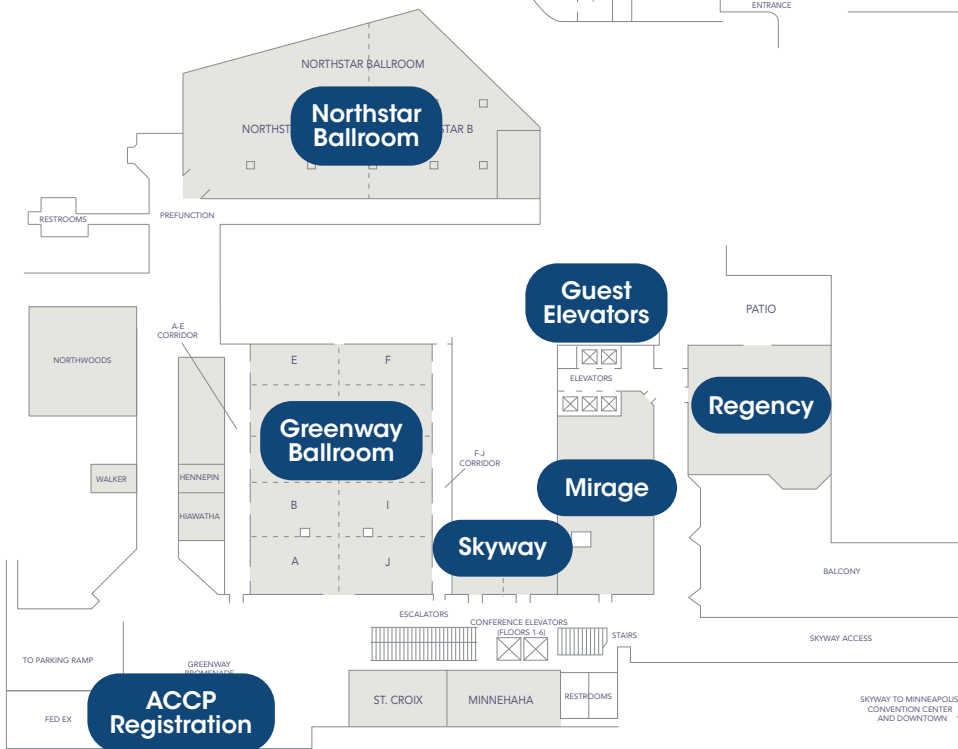 ENTRANCE
NORTHSTAR BALLROOM
Northstar
Ballroom
STAR B
RESTROOMS
PREFUNCTION
Guest
Elevators
PATIO
A-E
CORRIDOR
E
F
NORTHWOODS
ELEVATORS
Regency
Greenway
Ballroom
F-J
CORRIDOR
WALKER
HENNEPIN
Mirage
B
I
HIAWATHA
Skyway
A
J
BALCONY
ESCALATORS
CONFERENCE ELEVATORS
(FLOORS 1-6)
STAIRS
SKYWAY ACCESS
TO PARKING RAMP
GREENWAY
ST. CROIX
MINNEHAHA
RESTROOMS
ACCP
Registration
FED EX
SKYWAY TO MINNEAPOLIS
CONVENTION CENTER
AND DOWNTOWN